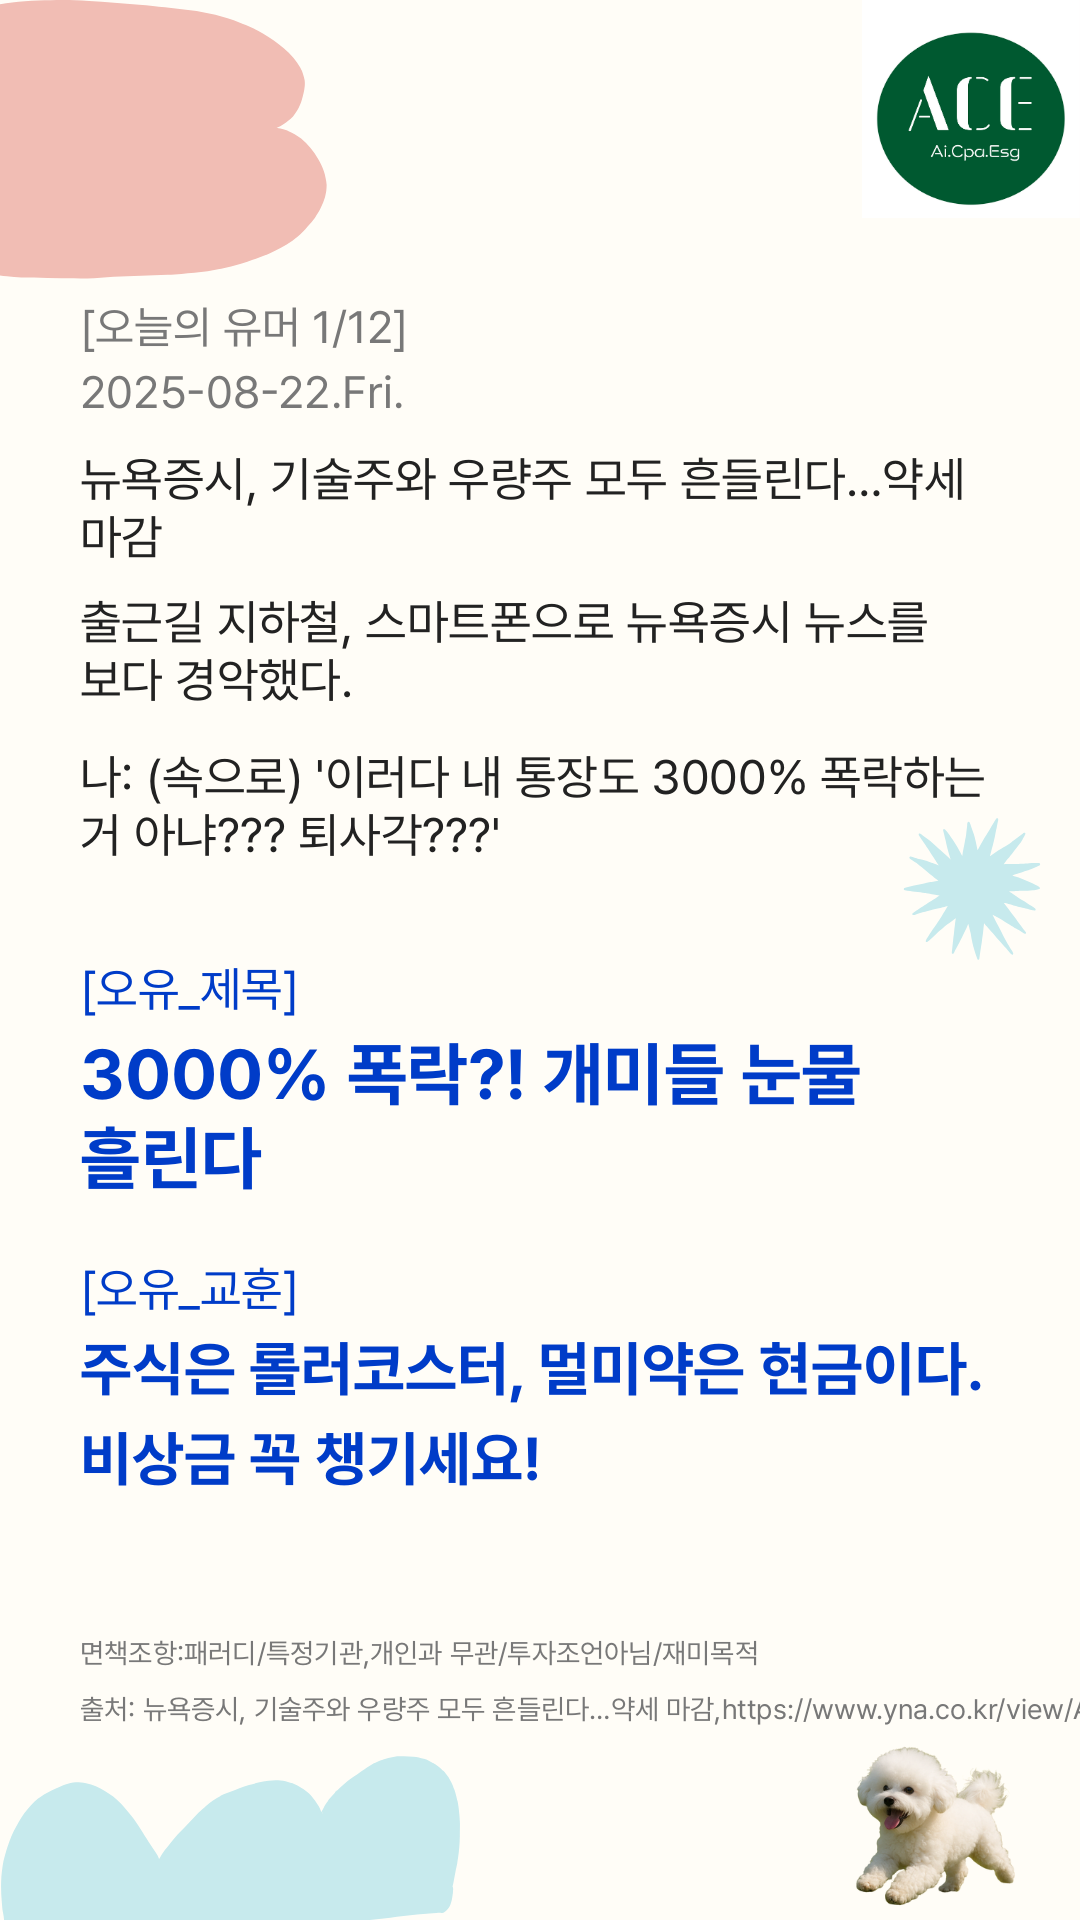 ACE
Ai.Cpa.Esg
[오늘의 유머 1/12]
2025-08-22.Fri.
뉴욕증시, 기술주와 우량주 모두 흔들린다...약세
마감
출근길 지하철, 스마트폰으로 뉴욕증시 뉴스를
보다 경악했다.
나: (속으로) '이러다 내 통장도 3000% 폭락하는
거 아냐??? 퇴사각???'
[오유_제목]
3000% 폭락?! 개미들 눈물
흘린다
[오유_교훈]
주식은 롤러코스터, 멀미약은 현금이다.
비상금 꼭 챙기세요!
면책조항:패러디/특정기관,개인과 무관/투자조언아님/재미목적
출처: 뉴욕증시, 기술주와 우량주 모두 흔들린다...약세 마감,https://www.yna.co.kr/view/